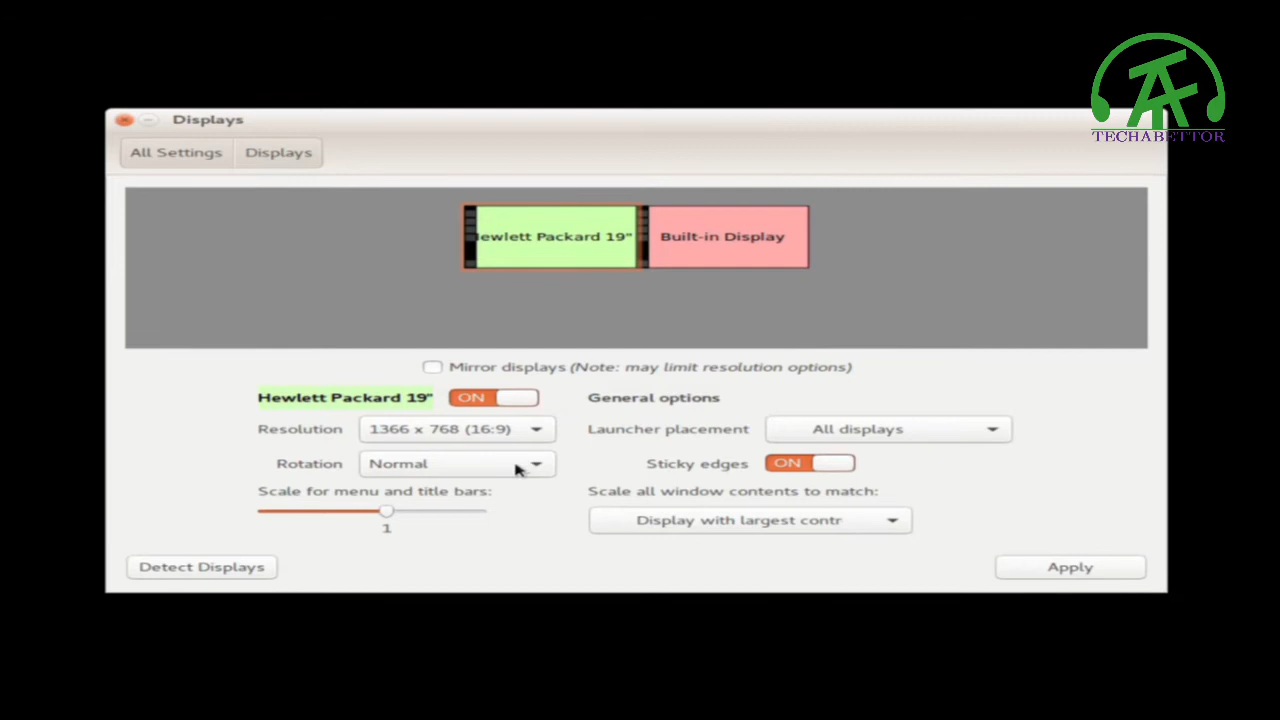 TECHABETTOR
Displays
All Settings Displays
ewlett Packard 19" Built-in Display
Mirror displays (Note: may limit resolution options)
Hewlett Packard 19" ON General options
Resolution 1366 x 768 (16:9) Launcher placement All displays
Rotation Normal Sticky edges ON
Scale for menu and title bars: Scale all window contents to match:
1 Display with largest contr
Detect Displays Apply